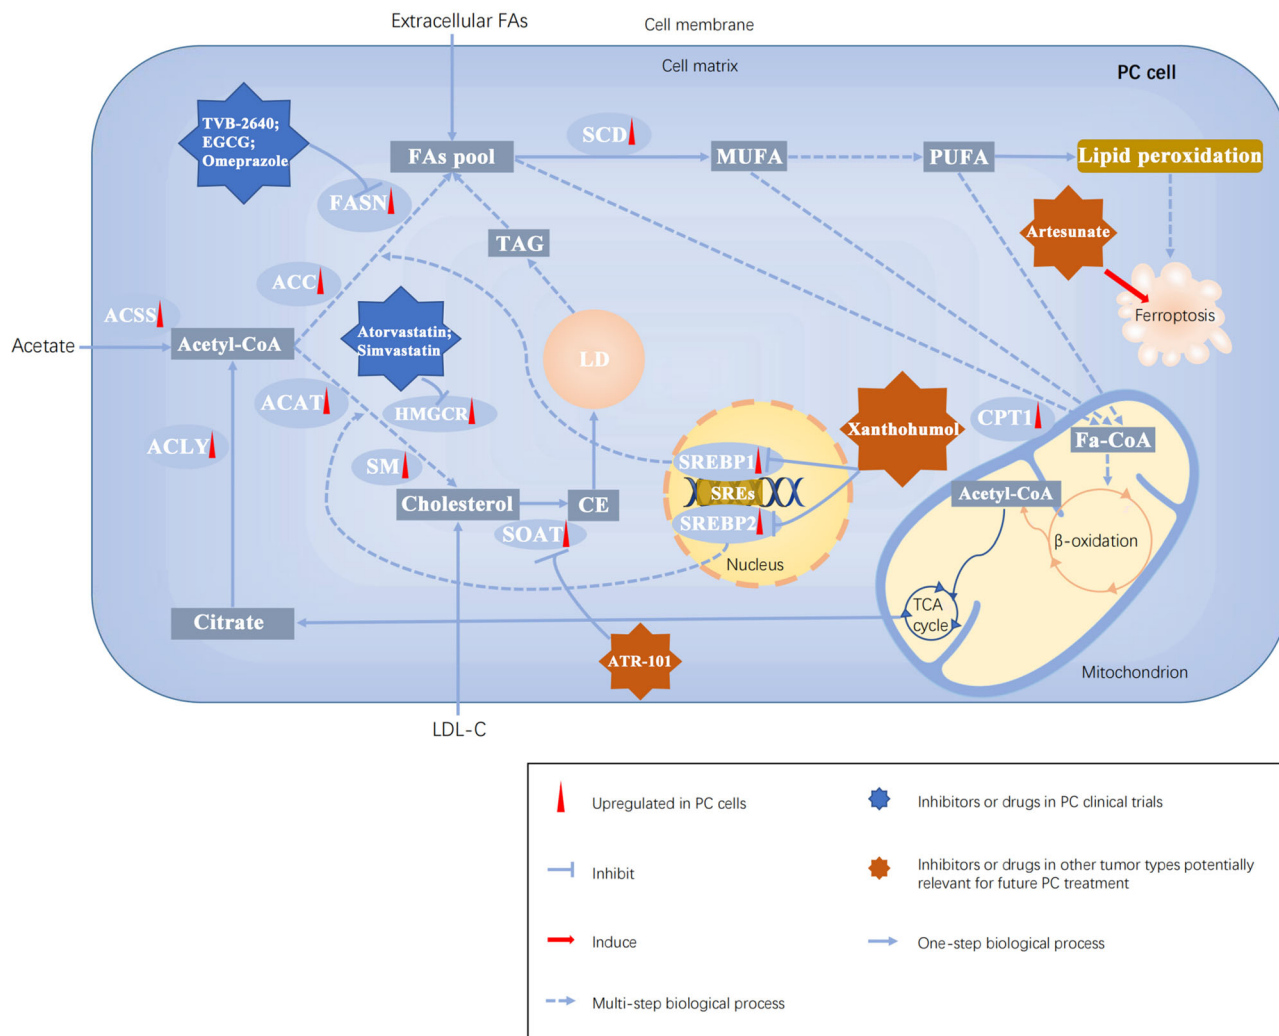 Extracellular FAs
Cell membrane
Cell matrix
PC cell
TVB-2640;
EGCG;
Omeprazole
SCD
FAs pool
MUFA
PUFA
Lipid peroxidation
FASN
Artesunate
TAG
ACC
Ferroptosis
ACSS
Atorvastatin;
Simvastatin
Acetate
Acetyl-CoA
LD
ACAT
HMGCR
Xanthohumol
CPT1
Fa-CoA
ACLY
SM
SREBP1
Cholesterol
CE
SREs
Acetyl-CoA
SOAT
SREBP2
β-oxidation
Nucleus
Citrate
TCA
cycle
ATR-101
Mitochondrion
LDL-C
Upregulated in PC cells
Inhibitors or drugs in PC clinical trials
Inhibit
Inhibitors or drugs in other tumor types potentially
relevant for future PC treatment
Induce
One-step biological process
Multi-step biological process